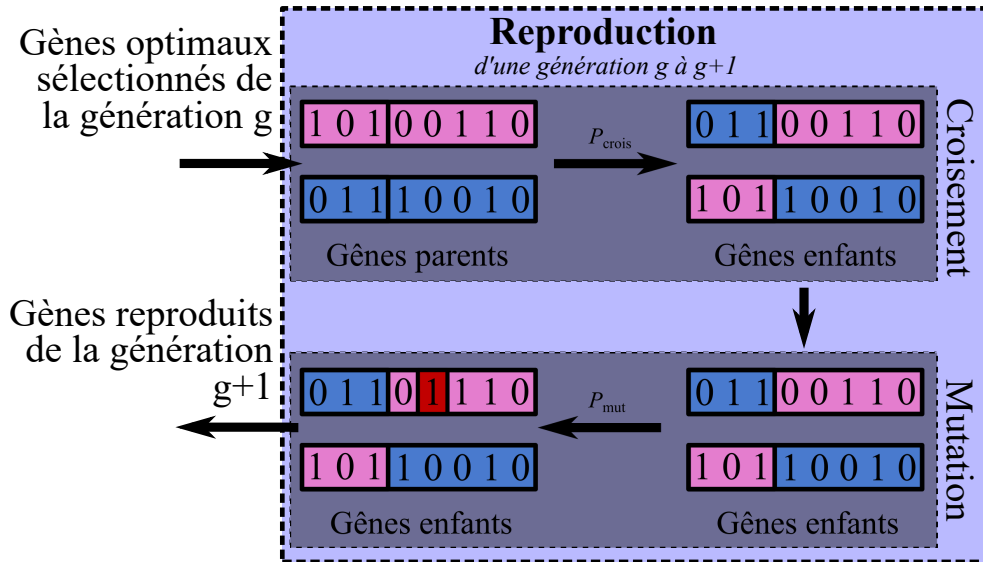 Reproduction
d'une génération g à g+1
Gènes optimaux
sélectionnés de
la génération g
1 0 1 0 0 1 1 0
0 1 1 0 0 1 1 0
P crois
0 1 1 1 0 0 1 0
1 0 1 1 0 0 1 0
Gênes parents
Gênes enfants
Croisement
Gènes reproduits
de la génération
g+1
0 1 1 0 1 1 1 0
0 1 1 0 0 1 1 0
P mut
1 0 1 1 0 0 1 0
1 0 1 1 0 0 1 0
Gênes enfants
Gênes enfants
Mutation